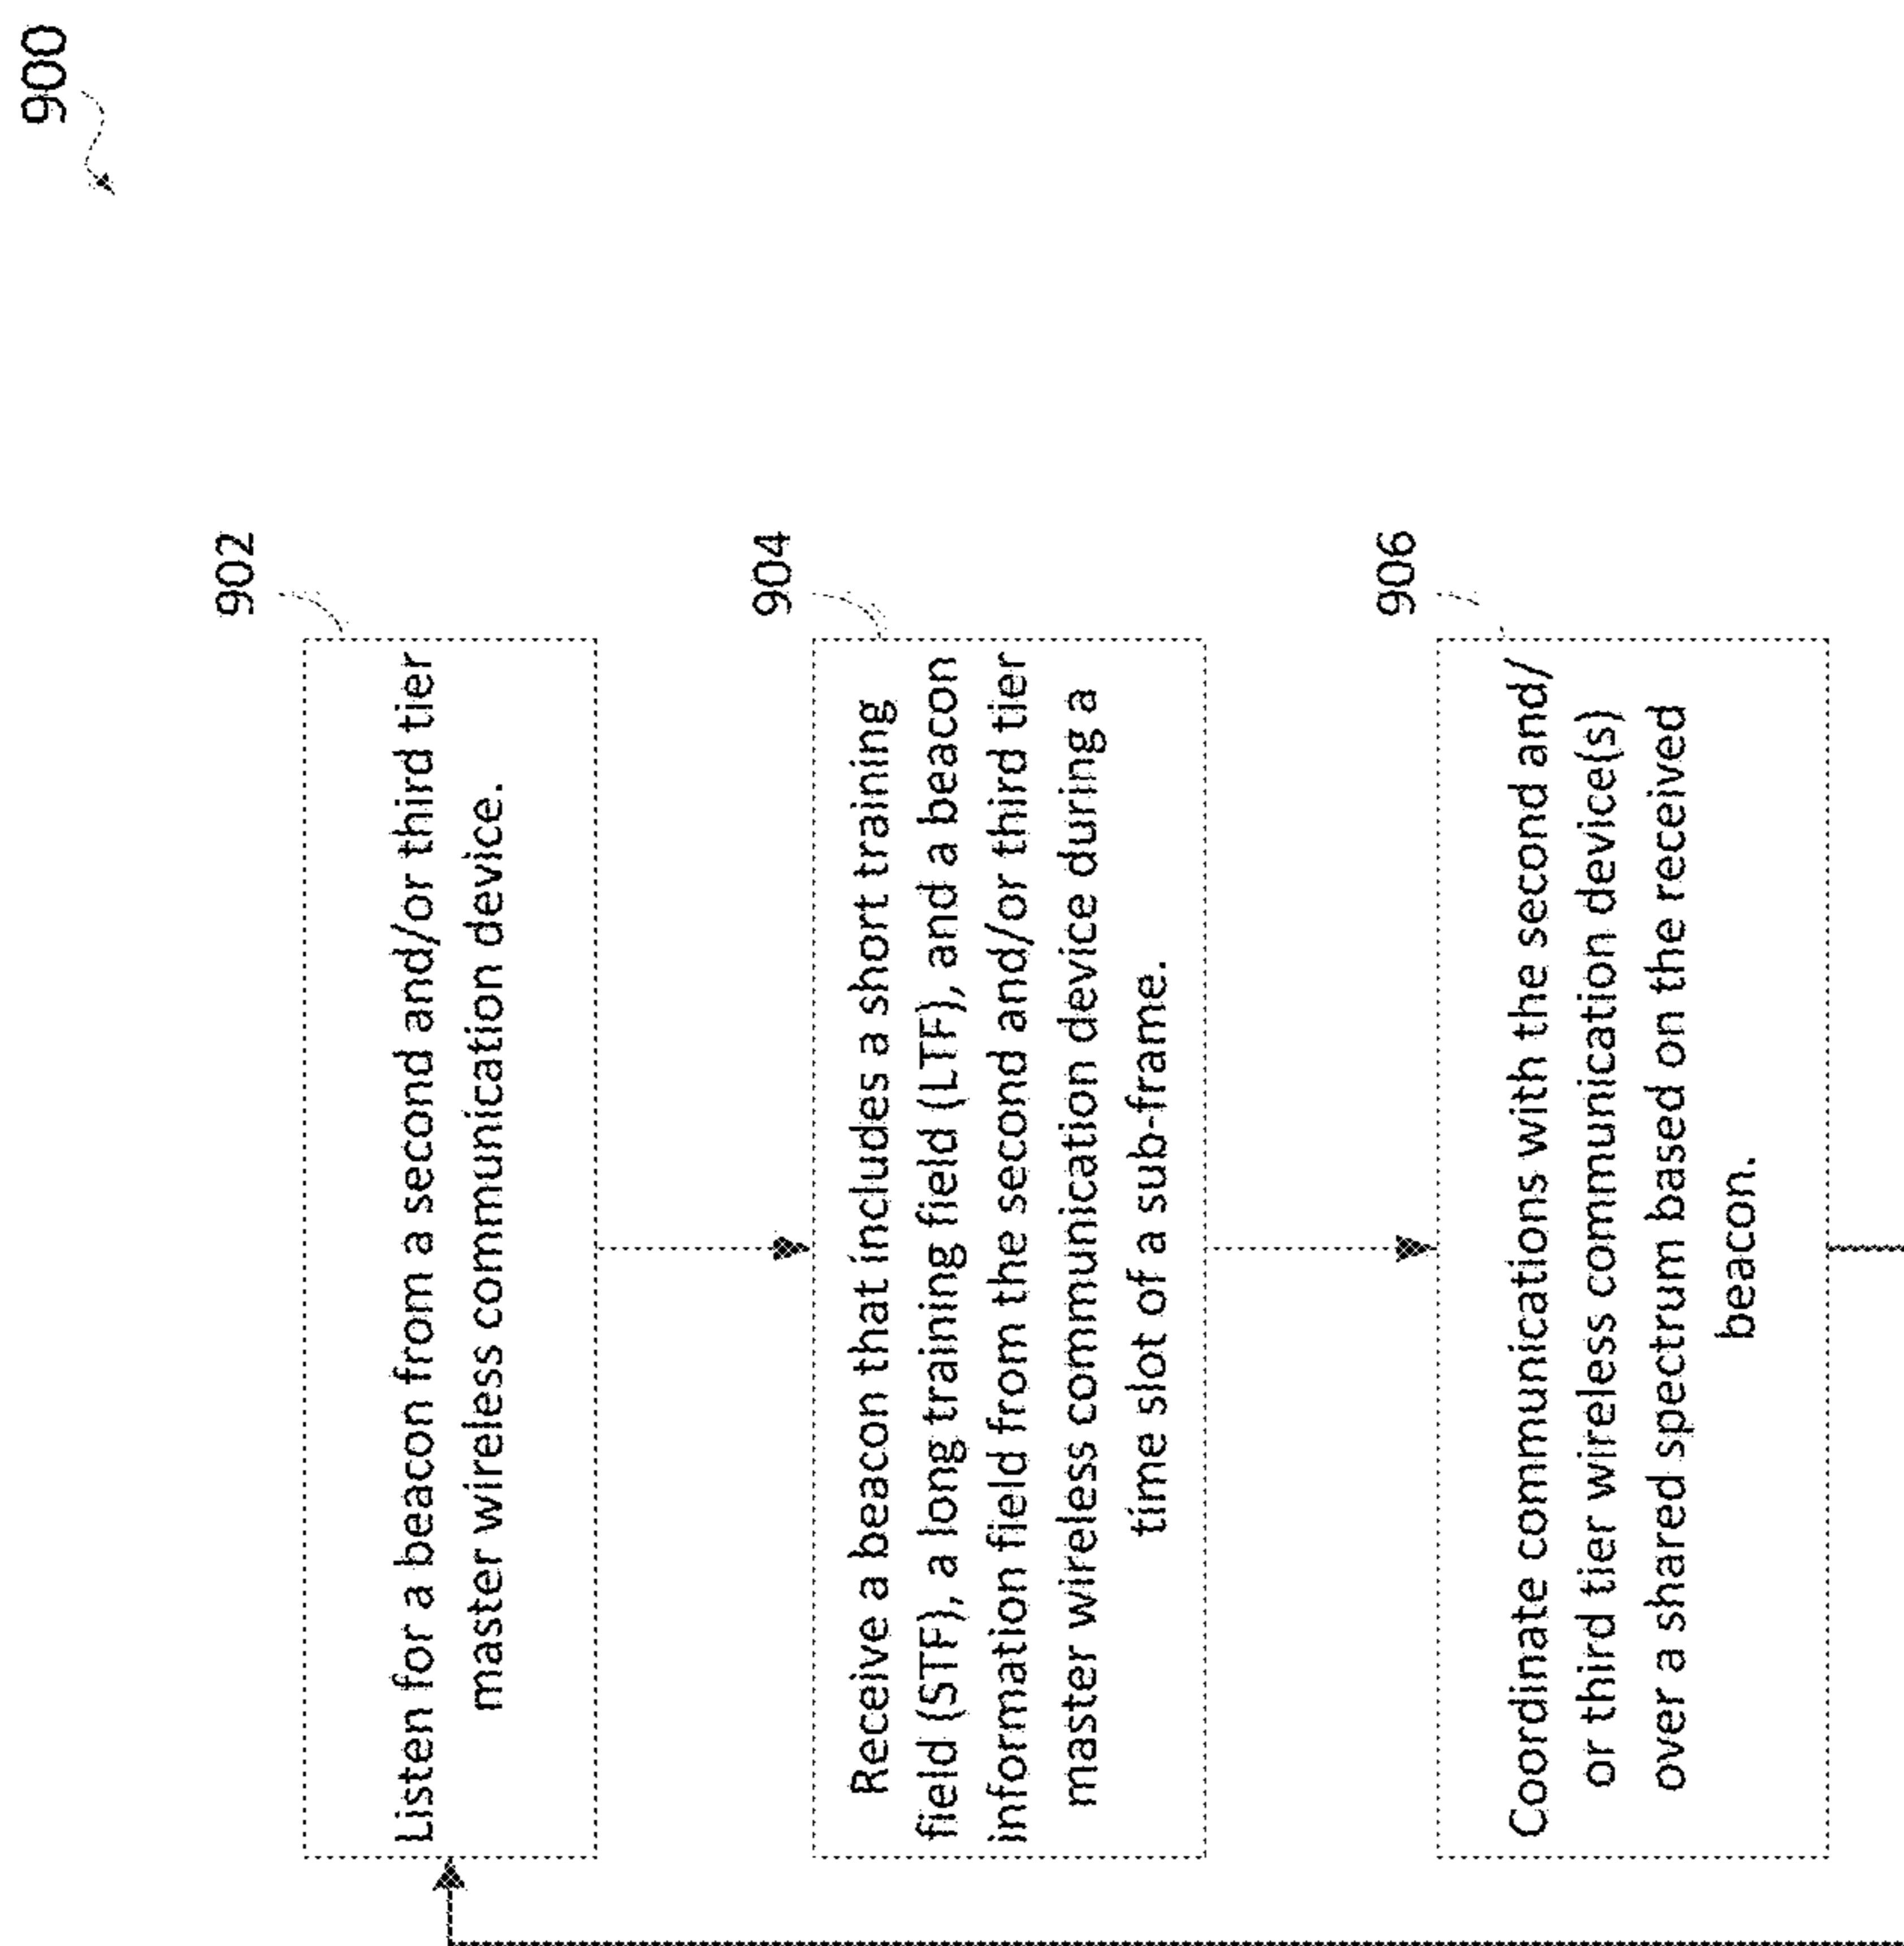 900
902
Listen for a beacon from a second and/or third tier
master wireless communication device.
904
Receive a beacon that includes a short training
field (STF), a long training field (LTF), and a beacon
information field from the second and/or third tier
master wireless communication device during a
time slot of a sub-frame.
906
Coordinate communications with the second and/
or third tier wireless communication device(s)
over a shared spectrum based on the received
beacon.